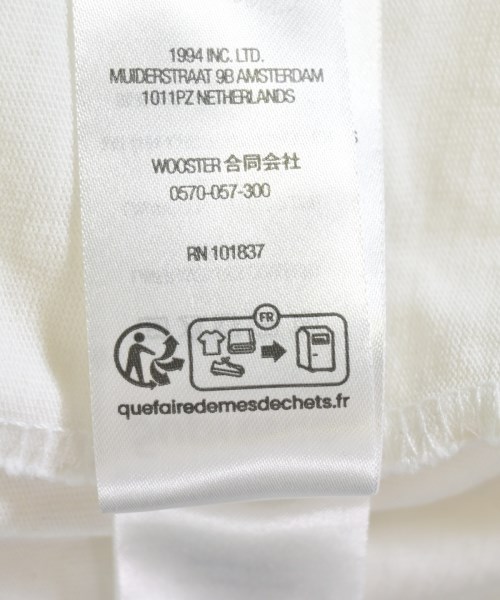 1994 INC. LTD.
MUIDERSTRAAT 9B AMSTERDAM
1011PZ NETHERLANDS
WOOSTER 合同会社
0570-057-300
RN 101837
FR
quefairedemesdechets.fr